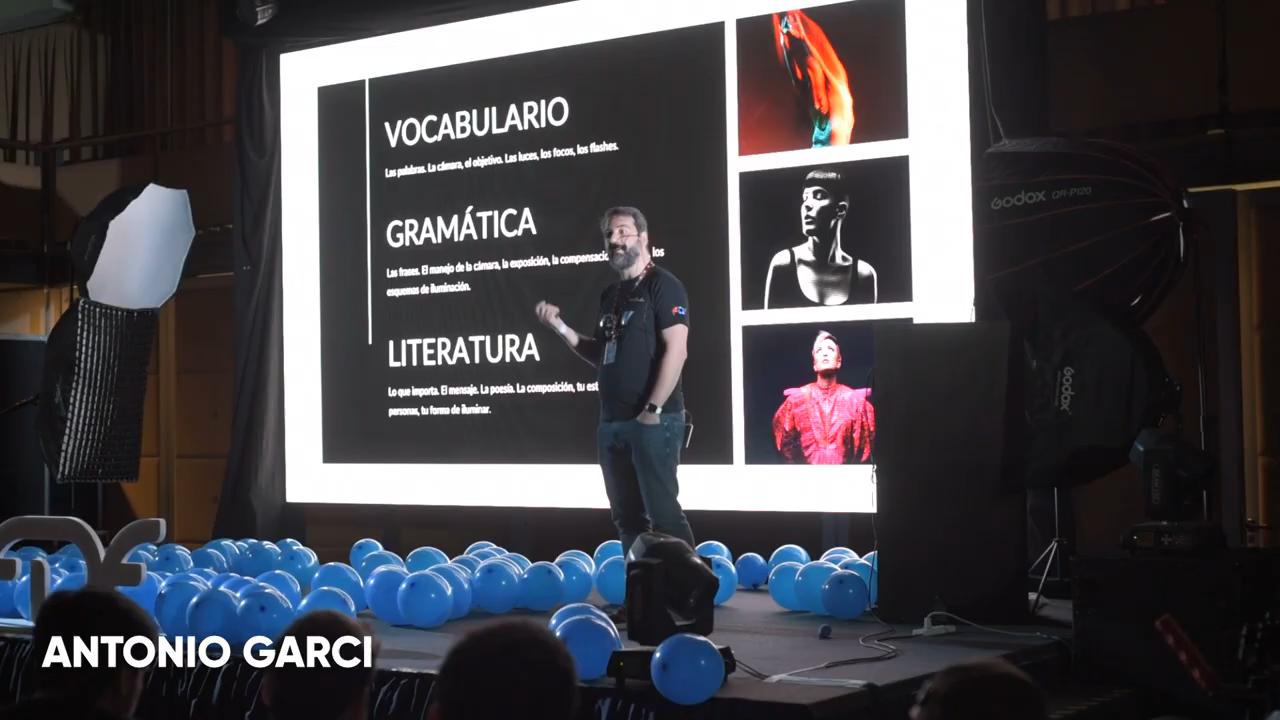 VOCABULARIO
Las palabras. La cámara, el objetivo. Las luces, los focos, los flashes.
GRAMÁTICA
Las frases. El manejo de la cámara, la exposición, la compensació los
esquemas de iluminación.
LITERATURA
Lo que importa. El mensaje. La poesía. La composición, tu est
personas, tu forma de iluminar.
Godox QR-P120
Godox
ANTONIO GARCI